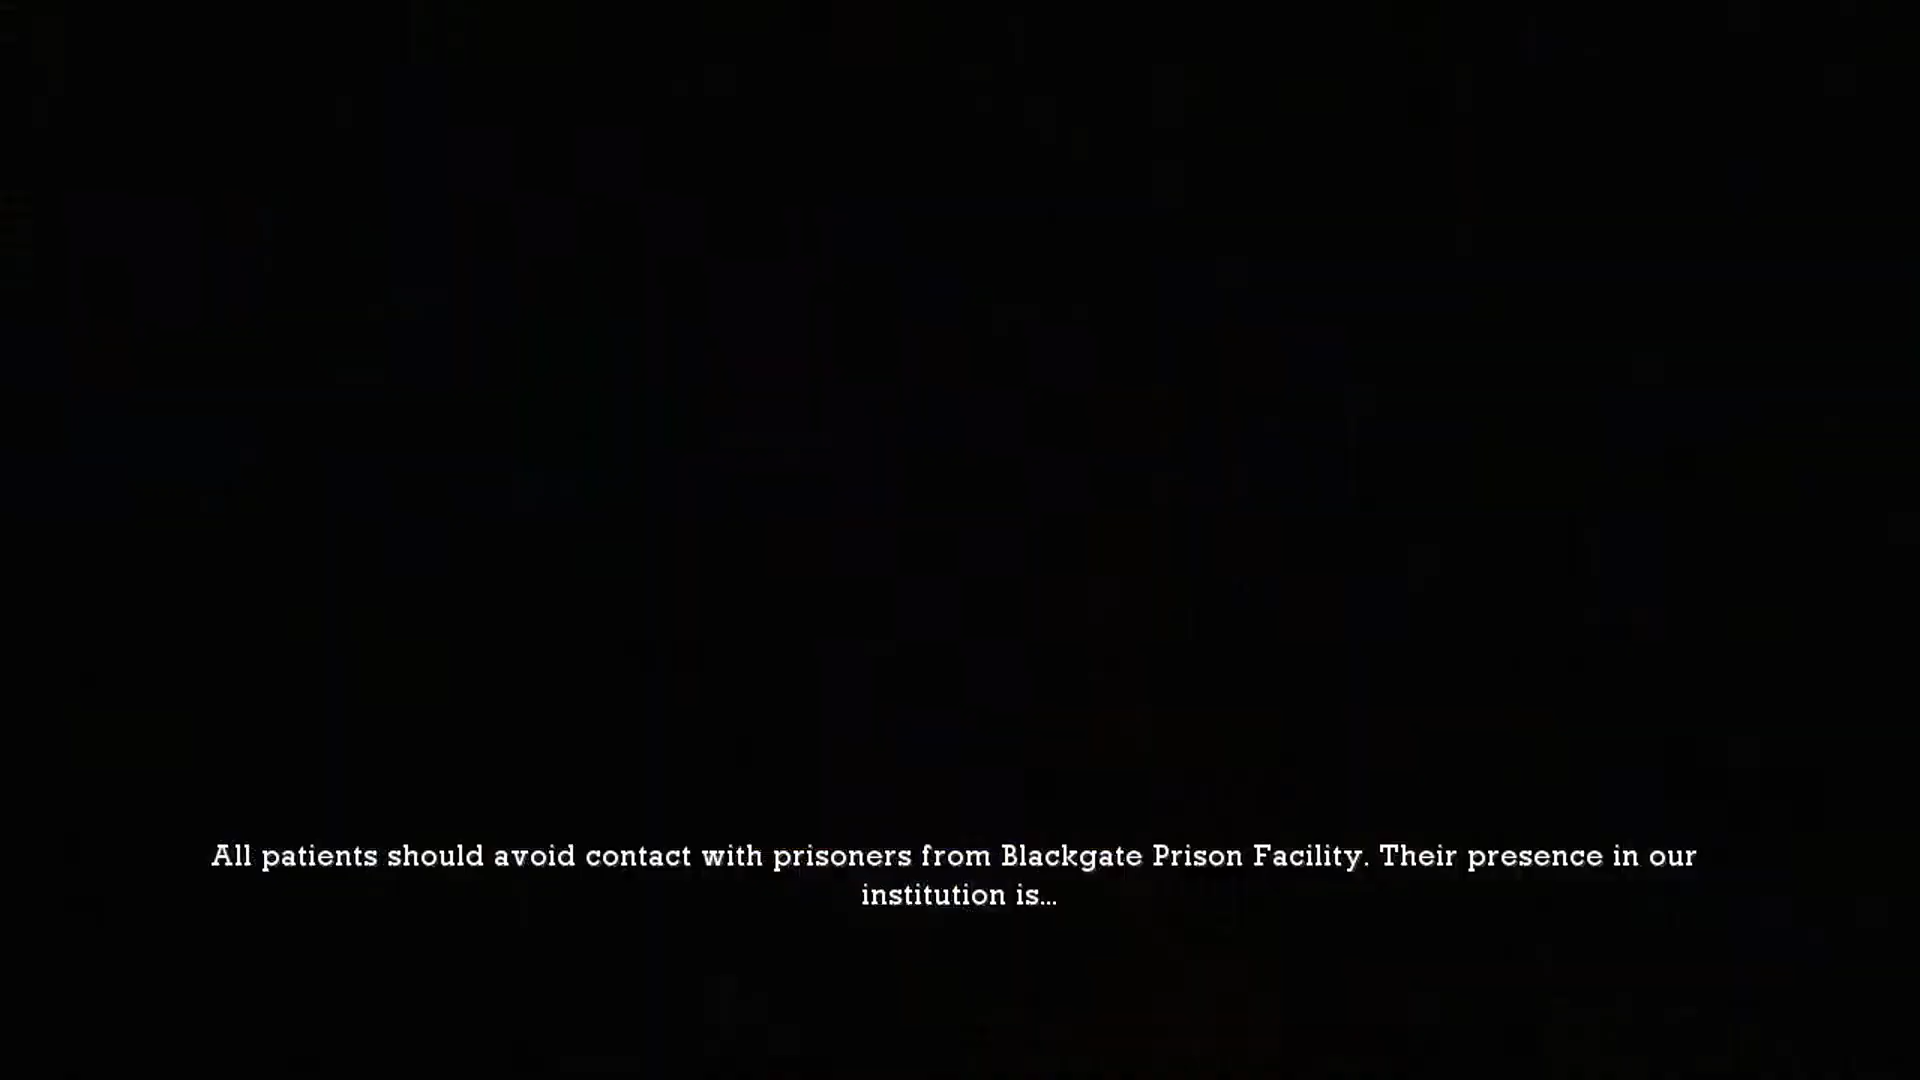 All patients should avoid contact with prisoners from Blackgate Prison Facility. Their presence in our
institution is...